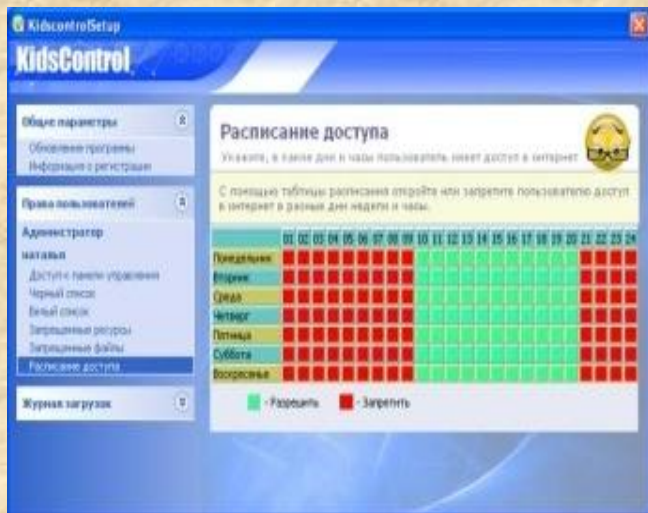 KidscontrolSetup
KidsControl
Общие параметры
Обновление программы
Информация о регистрации
Права пользователей
Администратор
наталья
Доступ к панели управления
Черный список
Белый список
Запрещенные ресурсы
Запрещенные файлы
Расписание доступа
Журнал загрузок
Расписание доступа
Укажите, в какие дни и часы пользователь имеет доступ в интернет
С помощью таблицы расписания откройте или запретите пользователю доступ
в интернет в разные дни недели и часы.
01 02 03 04 05 06 07 08 09 10 11 12 13 14 15 16 17 18 19 20 21 22 23 24
Понедельник
Вторник
Среда
Четверг
Пятница
Суббота
Воскресенье
- Разрешить - Запретить